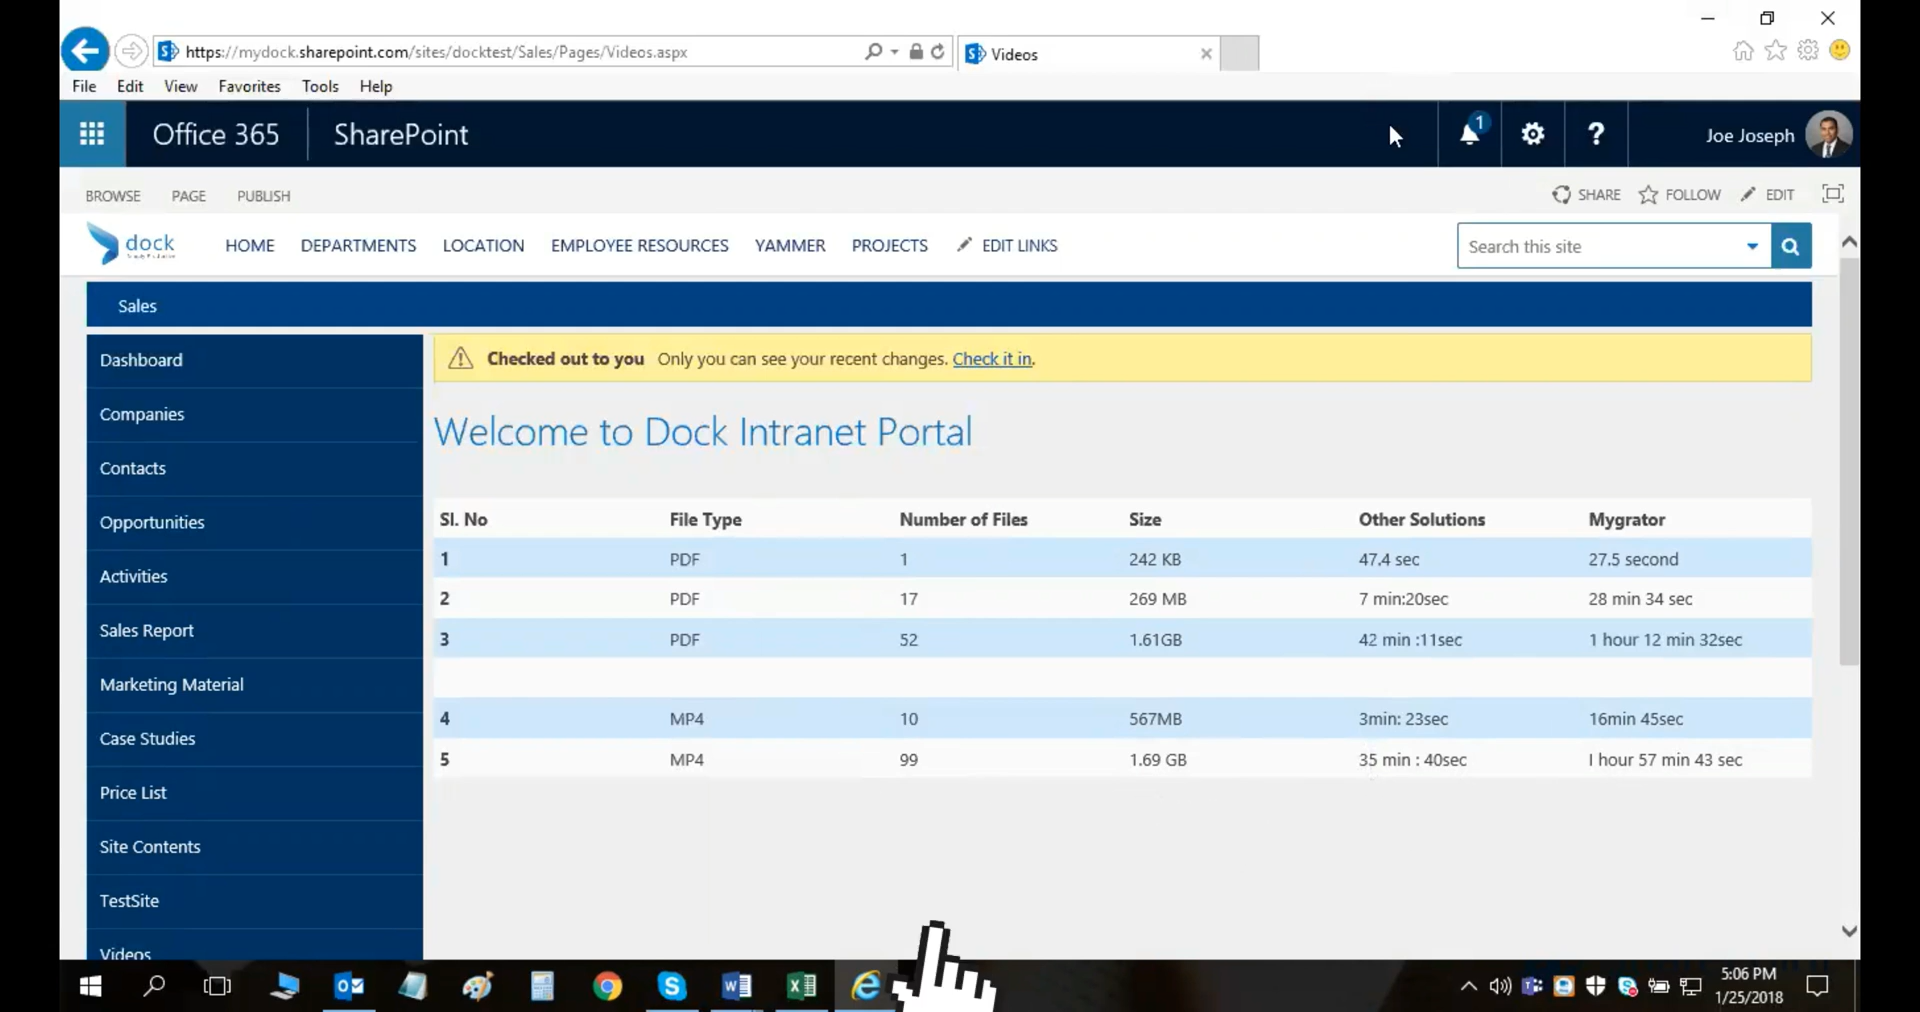 https://mydock.sharepoint.com/sites/docktest/Sales/Pages/Videos.aspx
Videos
File Edit View Favorites Tools Help
Office 365 SharePoint
1
?
Joe Joseph
BROWSE PAGE PUBLISH
SHARE FOLLOW EDIT
dock
HOME DEPARTMENTS LOCATION EMPLOYEE RESOURCES YAMMER PROJECTS EDIT LINKS
Search this site
Sales
Dashboard
Companies
Contacts
Opportunities
Activities
Sales Report
Marketing Material
Case Studies
Price List
Site Contents
TestSite
Videos
Checked out to you Only you can see your recent changes. Check it in.
Welcome to Dock Intranet Portal
Sl. No File Type Number of Files Size Other Solutions Mygrator
1 PDF 1 242 KB 47.4 sec 27.5 second
2 PDF 17 269 MB 7 min:20sec 28 min 34 sec
3 PDF 52 1.61GB 42 min :11sec 1 hour 12 min 32sec
4 MP4 10 567MB 3min: 23sec 16min 45sec
5 MP4 99 1.69 GB 35 min : 40sec I hour 57 min 43 sec
5:06 PM
1/25/2018